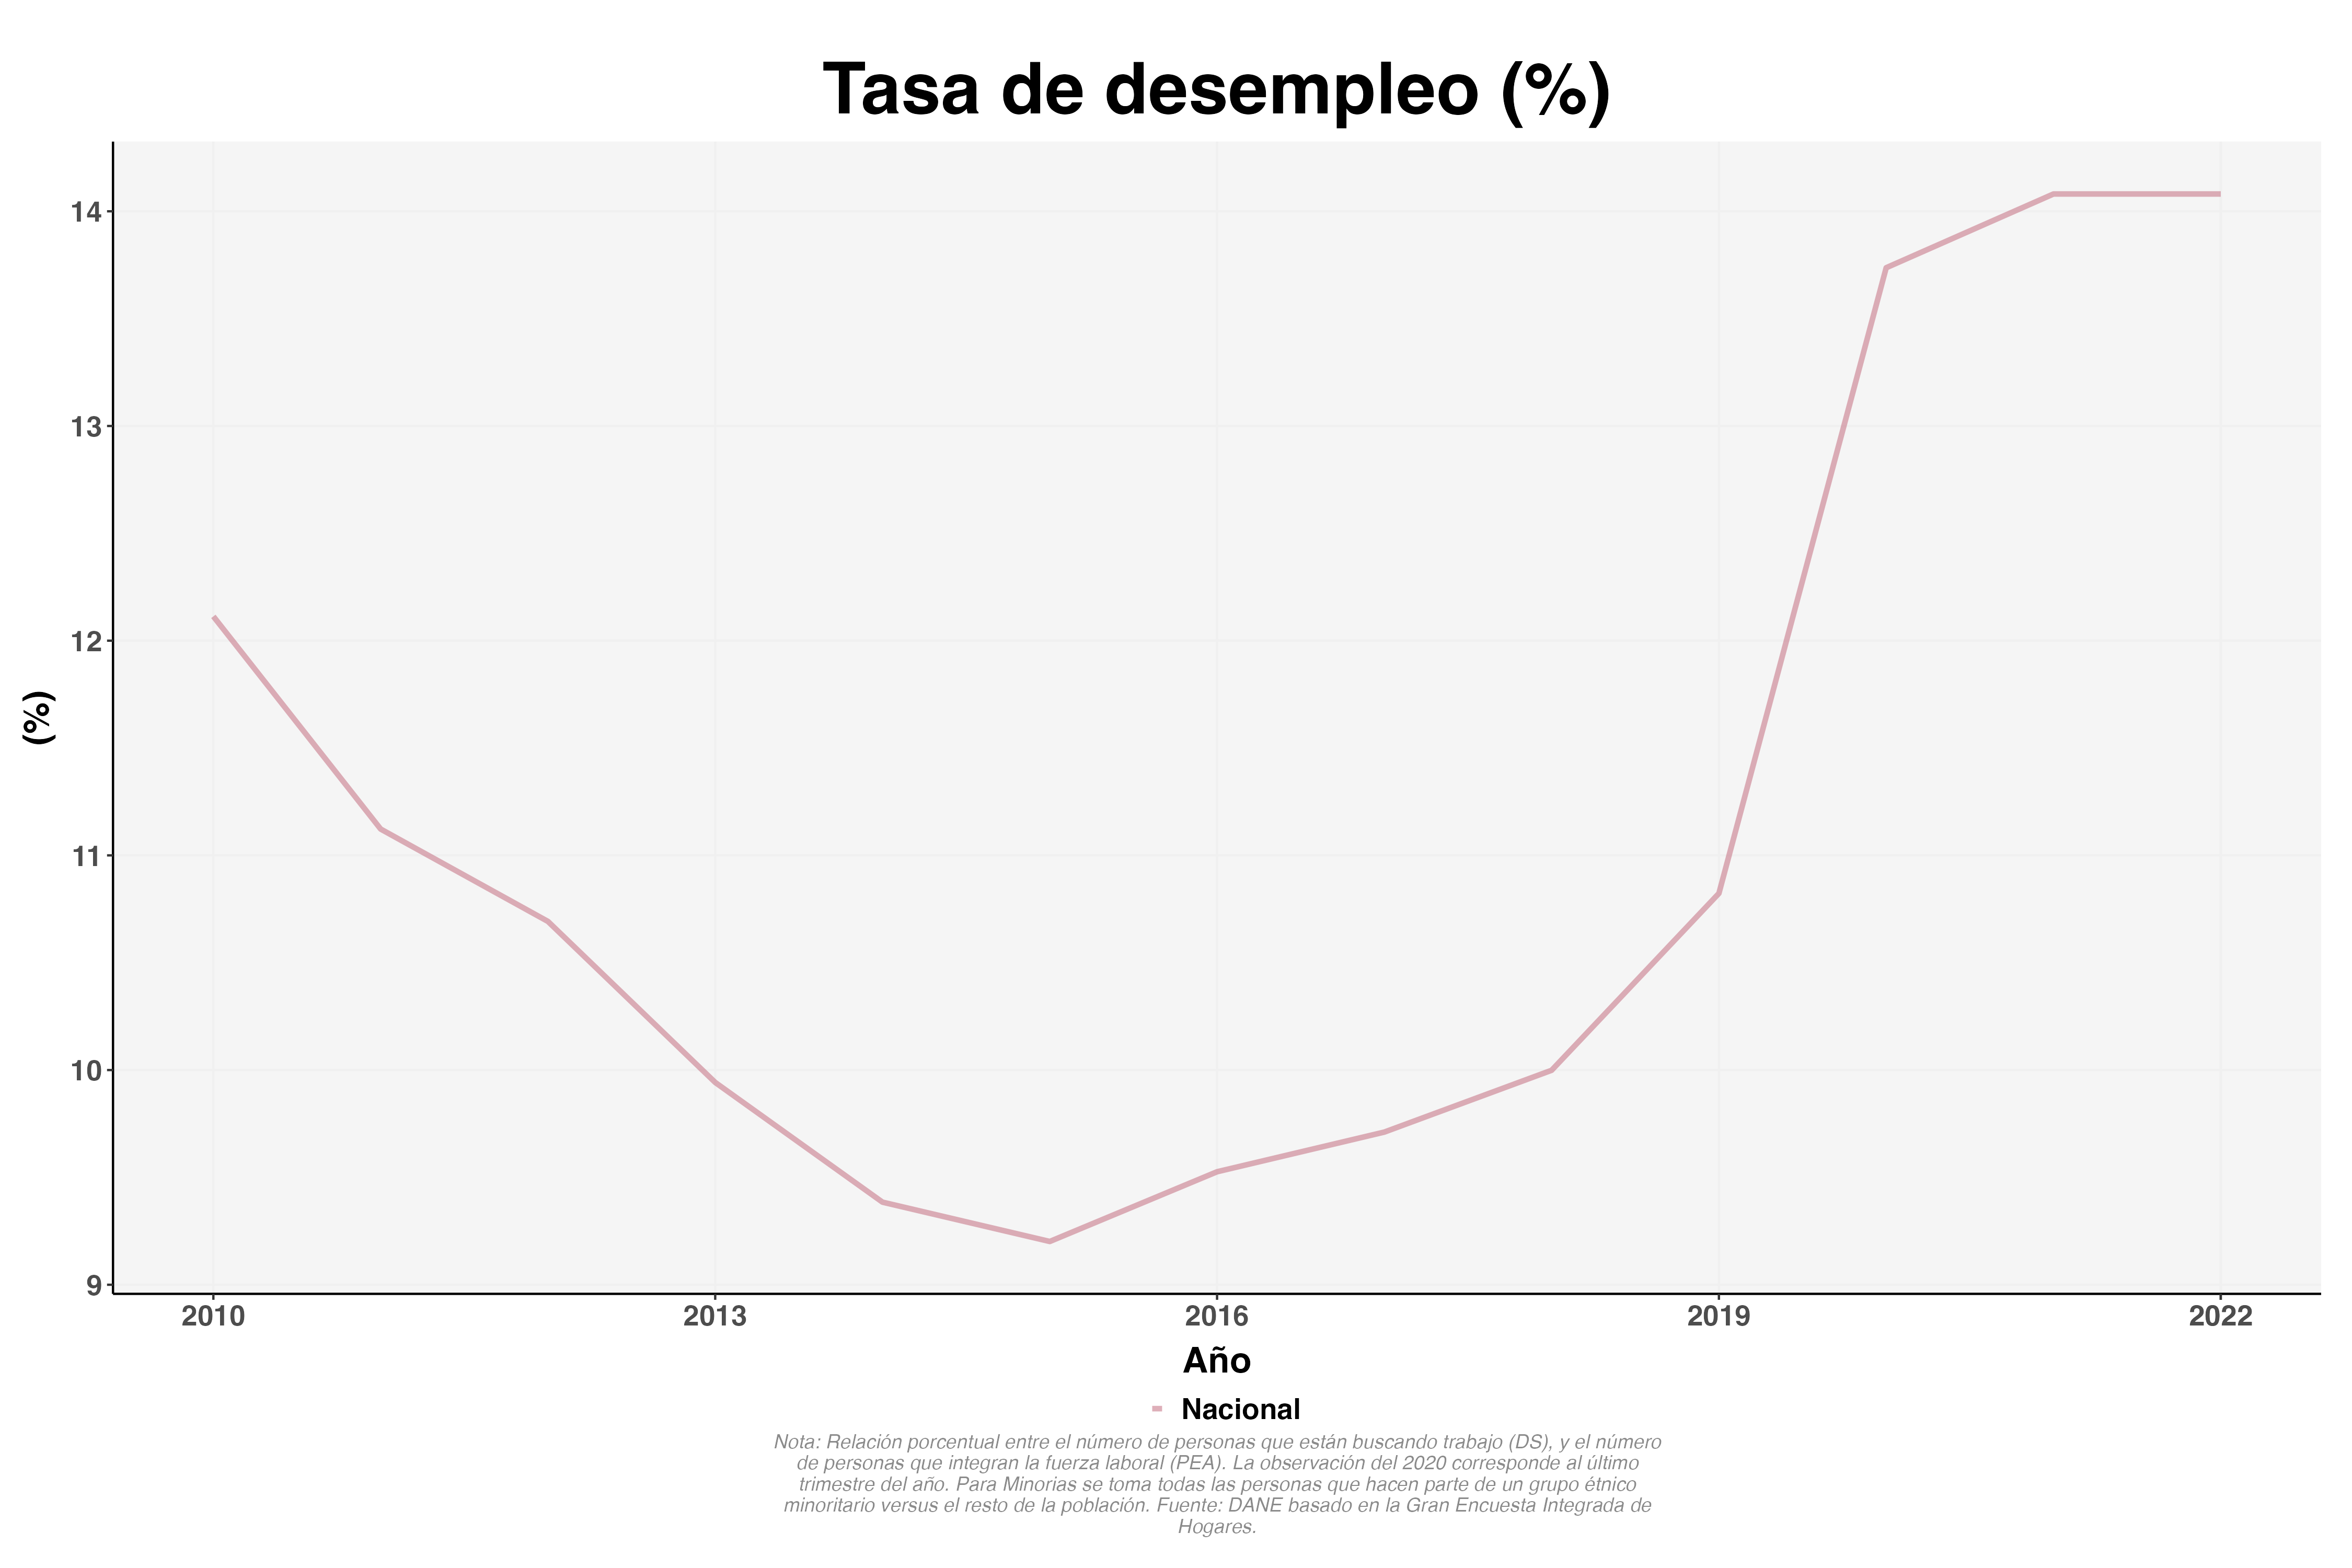 Tasa de desempleo (%)
14
13
12
11
10
9
(%)
2010 2013 2016 2019 2022
Año
Nacional
Nota: Relación porcentual entre el número de personas que están buscando trabajo (DS), y el número
de personas que integran la fuerza laboral (PEA). La observación del 2020 corresponde al último
trimestre del año. Para Minorias se toma todas las personas que hacen parte de un grupo étnico
minoritario versus el resto de la población. Fuente: DANE basado en la Gran Encuesta Integrada de
Hogares.